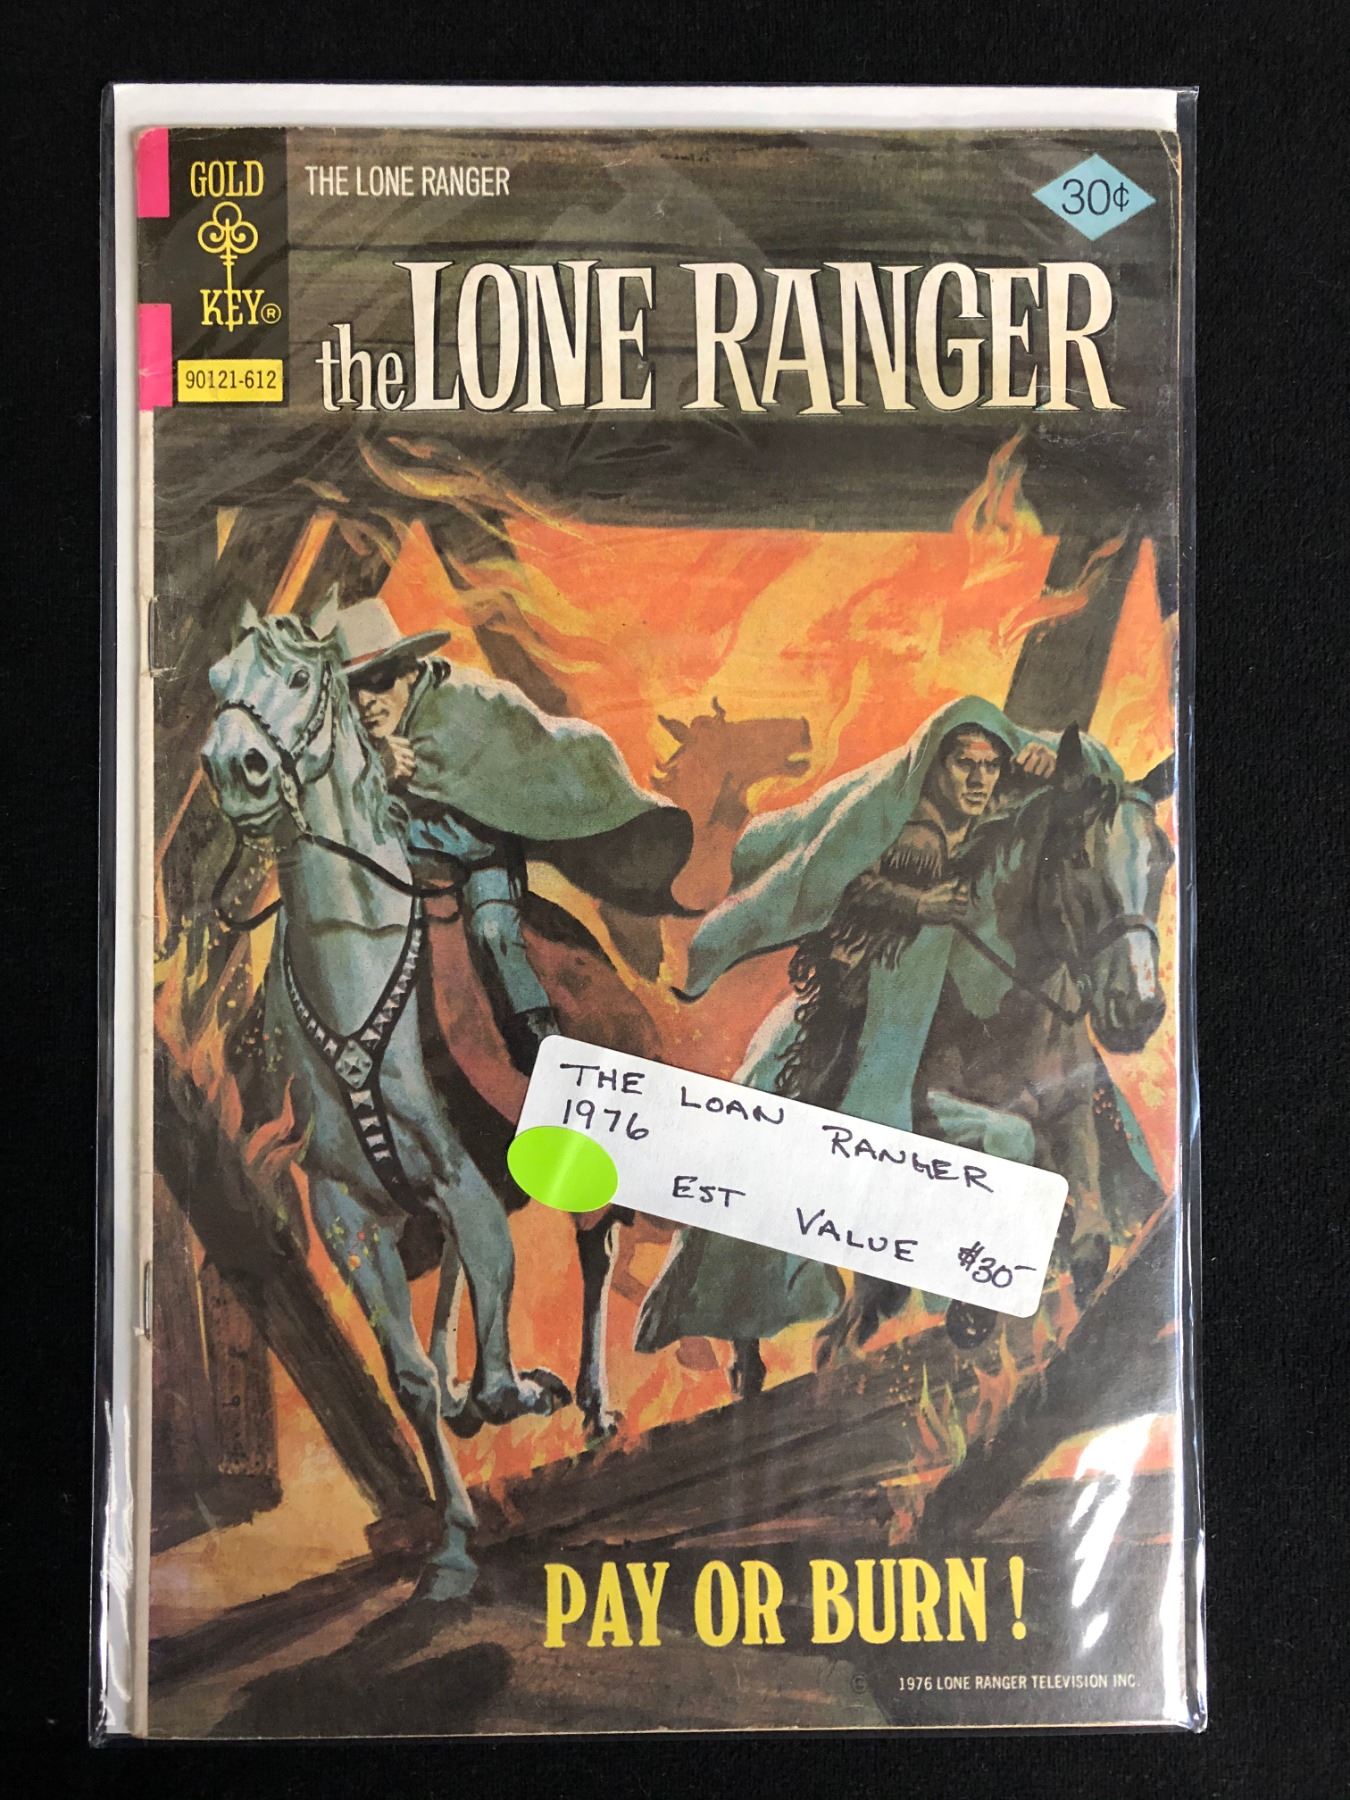 GOLD
KEY®
THE LONE RANGER
30¢
the LONE RANGER
90121-612
THE LOAN RANGER
1976
EST VALUE $30-
PAY OR BURN!
© 1976 LONE RANGER TELEVISION INC.